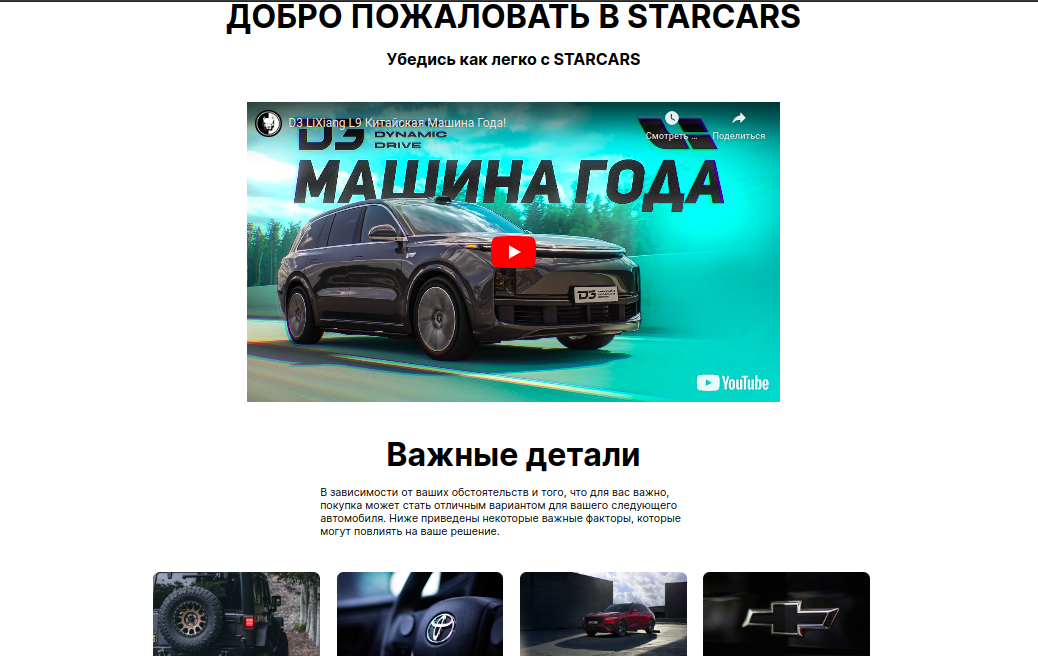 ДОБРО ПОЖАЛОВАТЬ В STARCARS
Убедись как легко с STARCARS
D3 LiXiang L9 Китайская Машина Года!
Смотреть ...
Поделиться
D3 DYNAMIC
DRIVE
МАШИНА ГОДА
D3
YouTube
Важные детали
В зависимости от ваших обстоятельств и того, что для вас важно,
покупка может стать отличным вариантом для вашего следующего
автомобиля. Ниже приведены некоторые важные факторы, которые
могут повлиять на ваше решение.